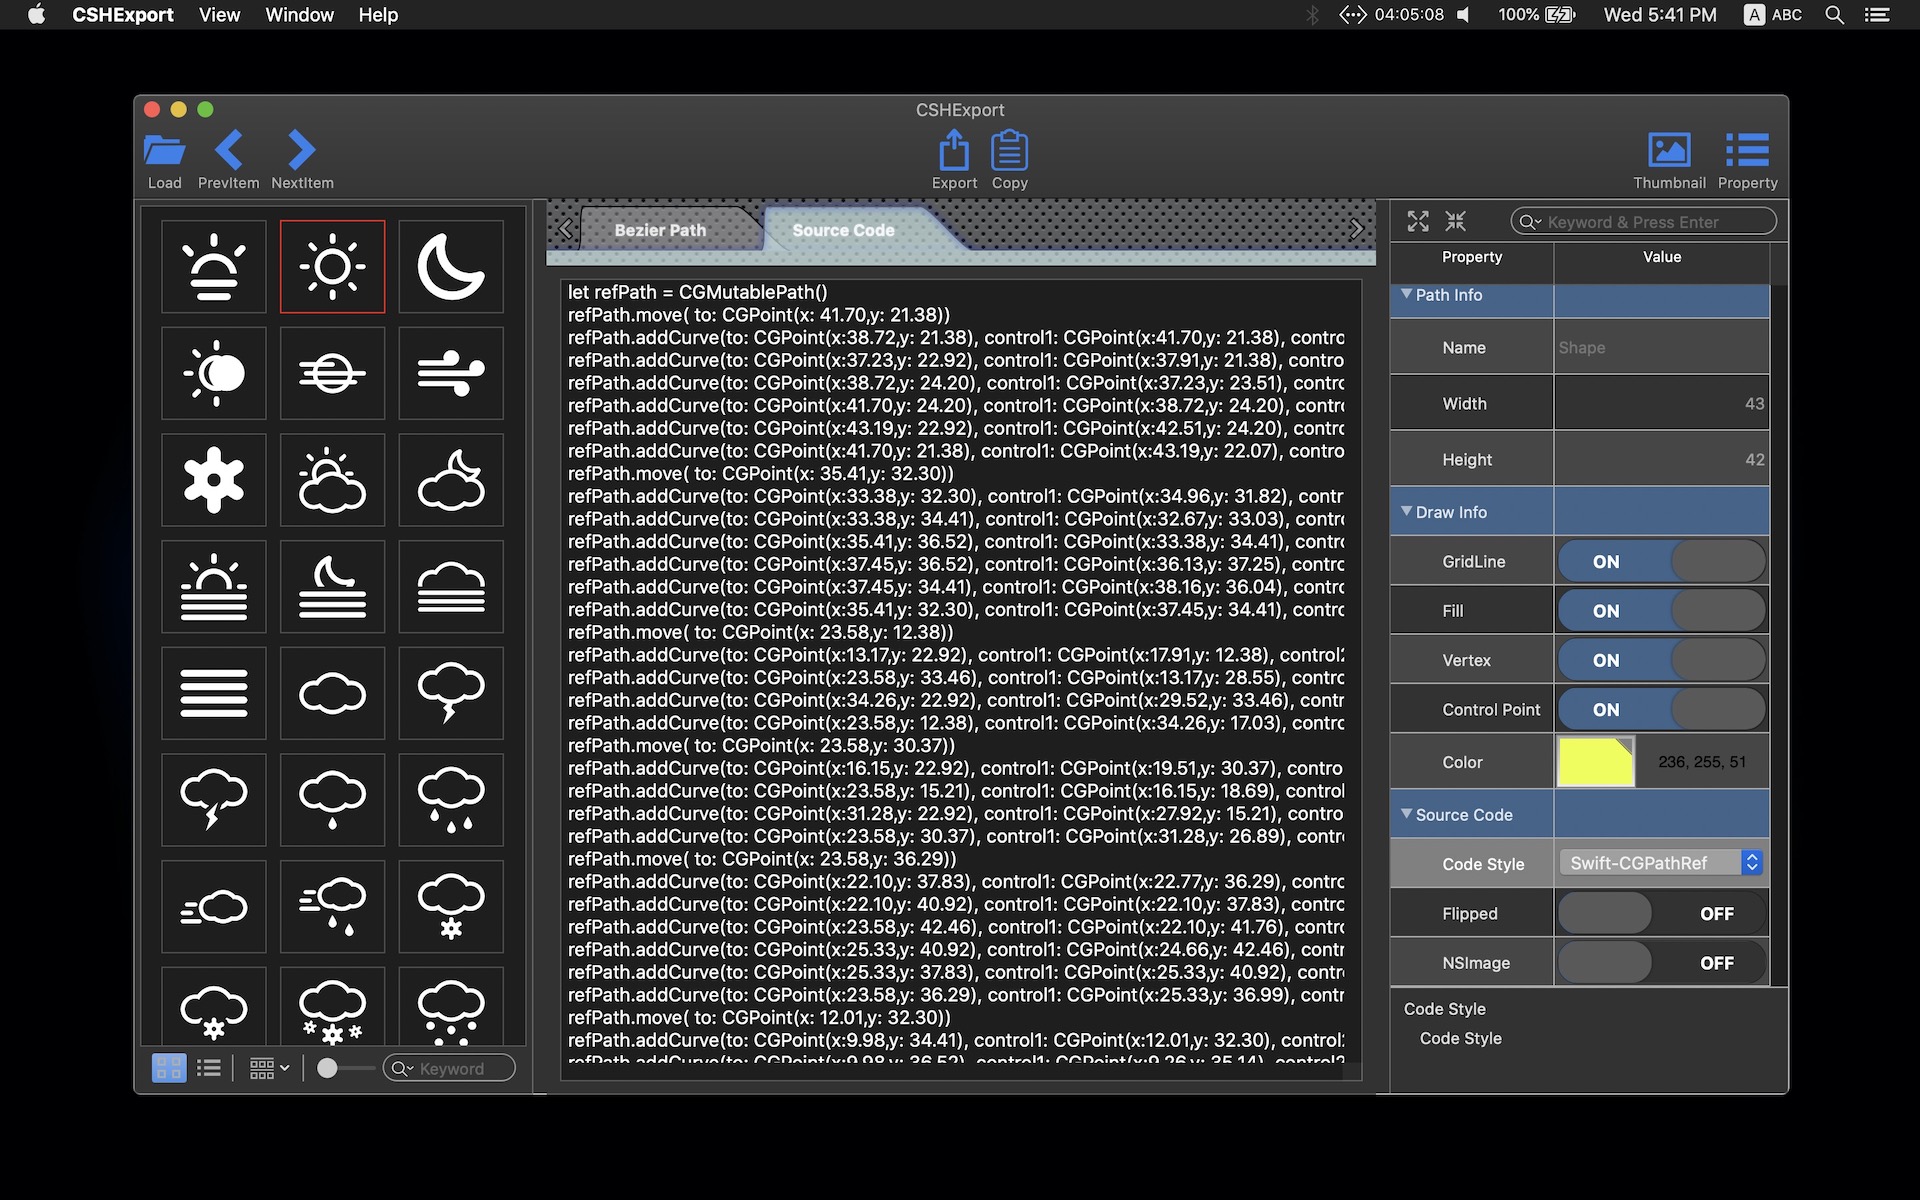 CSHExport View Window Help 04:05:08 100% Wed 5:41 PM A ABC
CSHExport
Load PrevItem NextItem Export Copy Thumbnail Property
Bezier Path Source Code
Keyword & Press Enter
Property Value
let refPath = CGMutablePath()
refPath.move( to: CGPoint(x: 41.70,y: 21.38))
refPath.addCurve(to: CGPoint(x:38.72,y: 21.38), control1: CGPoint(x:41.70,y: 21.38), contro
refPath.addCurve(to: CGPoint(x:37.23,y: 22.92), control1: CGPoint(x:37.91,y: 21.38), contro
refPath.addCurve(to: CGPoint(x:38.72,y: 24.20), control1: CGPoint(x:37.23,y: 23.51), contro
refPath.addCurve(to: CGPoint(x:41.70,y: 24.20), control1: CGPoint(x:38.72,y: 24.20), contro
refPath.addCurve(to: CGPoint(x:43.19,y: 22.92), control1: CGPoint(x:42.51,y: 24.20), contro
refPath.addCurve(to: CGPoint(x:41.70,y: 21.38), control1: CGPoint(x:43.19,y: 22.07), contro
refPath.move( to: CGPoint(x: 35.41,y: 32.30))
refPath.addCurve(to: CGPoint(x:33.38,y: 32.30), control1: CGPoint(x:34.96,y: 31.82), contr
refPath.addCurve(to: CGPoint(x:33.38,y: 34.41), control1: CGPoint(x:32.67,y: 33.03), contro
refPath.addCurve(to: CGPoint(x:35.41,y: 36.52), control1: CGPoint(x:33.38,y: 34.41), contro
refPath.addCurve(to: CGPoint(x:37.45,y: 36.52), control1: CGPoint(x:36.13,y: 37.25), contro
refPath.addCurve(to: CGPoint(x:37.45,y: 34.41), control1: CGPoint(x:38.16,y: 36.04), contro
refPath.addCurve(to: CGPoint(x:35.41,y: 32.30), control1: CGPoint(x:37.45,y: 34.41), contro
refPath.move( to: CGPoint(x: 23.58,y: 12.38))
refPath.addCurve(to: CGPoint(x:13.17,y: 22.92), control1: CGPoint(x:17.91,y: 12.38), control2
refPath.addCurve(to: CGPoint(x:23.58,y: 33.46), control1: CGPoint(x:13.17,y: 28.55), contro
refPath.addCurve(to: CGPoint(x:34.26,y: 22.92), control1: CGPoint(x:29.52,y: 33.46), contr
refPath.addCurve(to: CGPoint(x:23.58,y: 12.38), control1: CGPoint(x:34.26,y: 17.03), contro
refPath.move( to: CGPoint(x: 23.58,y: 30.37))
refPath.addCurve(to: CGPoint(x:16.15,y: 22.92), control1: CGPoint(x:19.51,y: 30.37), contro
refPath.addCurve(to: CGPoint(x:23.58,y: 15.21), control1: CGPoint(x:16.15,y: 18.69), control
refPath.addCurve(to: CGPoint(x:31.28,y: 22.92), control1: CGPoint(x:27.92,y: 15.21), contro
refPath.addCurve(to: CGPoint(x:23.58,y: 30.37), control1: CGPoint(x:31.28,y: 26.89), contr
refPath.move( to: CGPoint(x: 23.58,y: 36.29))
refPath.addCurve(to: CGPoint(x:22.10,y: 37.83), control1: CGPoint(x:22.77,y: 36.29), contro
refPath.addCurve(to: CGPoint(x:22.10,y: 40.92), control1: CGPoint(x:22.10,y: 37.83), contro
refPath.addCurve(to: CGPoint(x:23.58,y: 42.46), control1: CGPoint(x:22.10,y: 41.76), contro
refPath.addCurve(to: CGPoint(x:25.33,y: 40.92), control1: CGPoint(x:24.66,y: 42.46), contr
refPath.addCurve(to: CGPoint(x:25.33,y: 37.83), control1: CGPoint(x:25.33,y: 40.92), contr
refPath.addCurve(to: CGPoint(x:23.58,y: 36.29), control1: CGPoint(x:25.33,y: 36.99), contr
refPath.move( to: CGPoint(x: 12.01,y: 32.30))
refPath.addCurve(to: CGPoint(x:9.98,y: 34.41), control1: CGPoint(x:12.01,y: 32.30), control2
refPath.addCurve(to: CGPoint(x:9.98,y: 36.52), control1: CGPoint(x:9.26,y: 35.14), control2
Path Info
Name Shape
Width 43
Height 42
Draw Info
GridLine ON
Fill ON
Vertex ON
Control Point ON
Color 236, 255, 51
Source Code
Code Style Swift-CGPathRef
Flipped OFF
NSImage OFF
Code Style
Code Style
Keyword